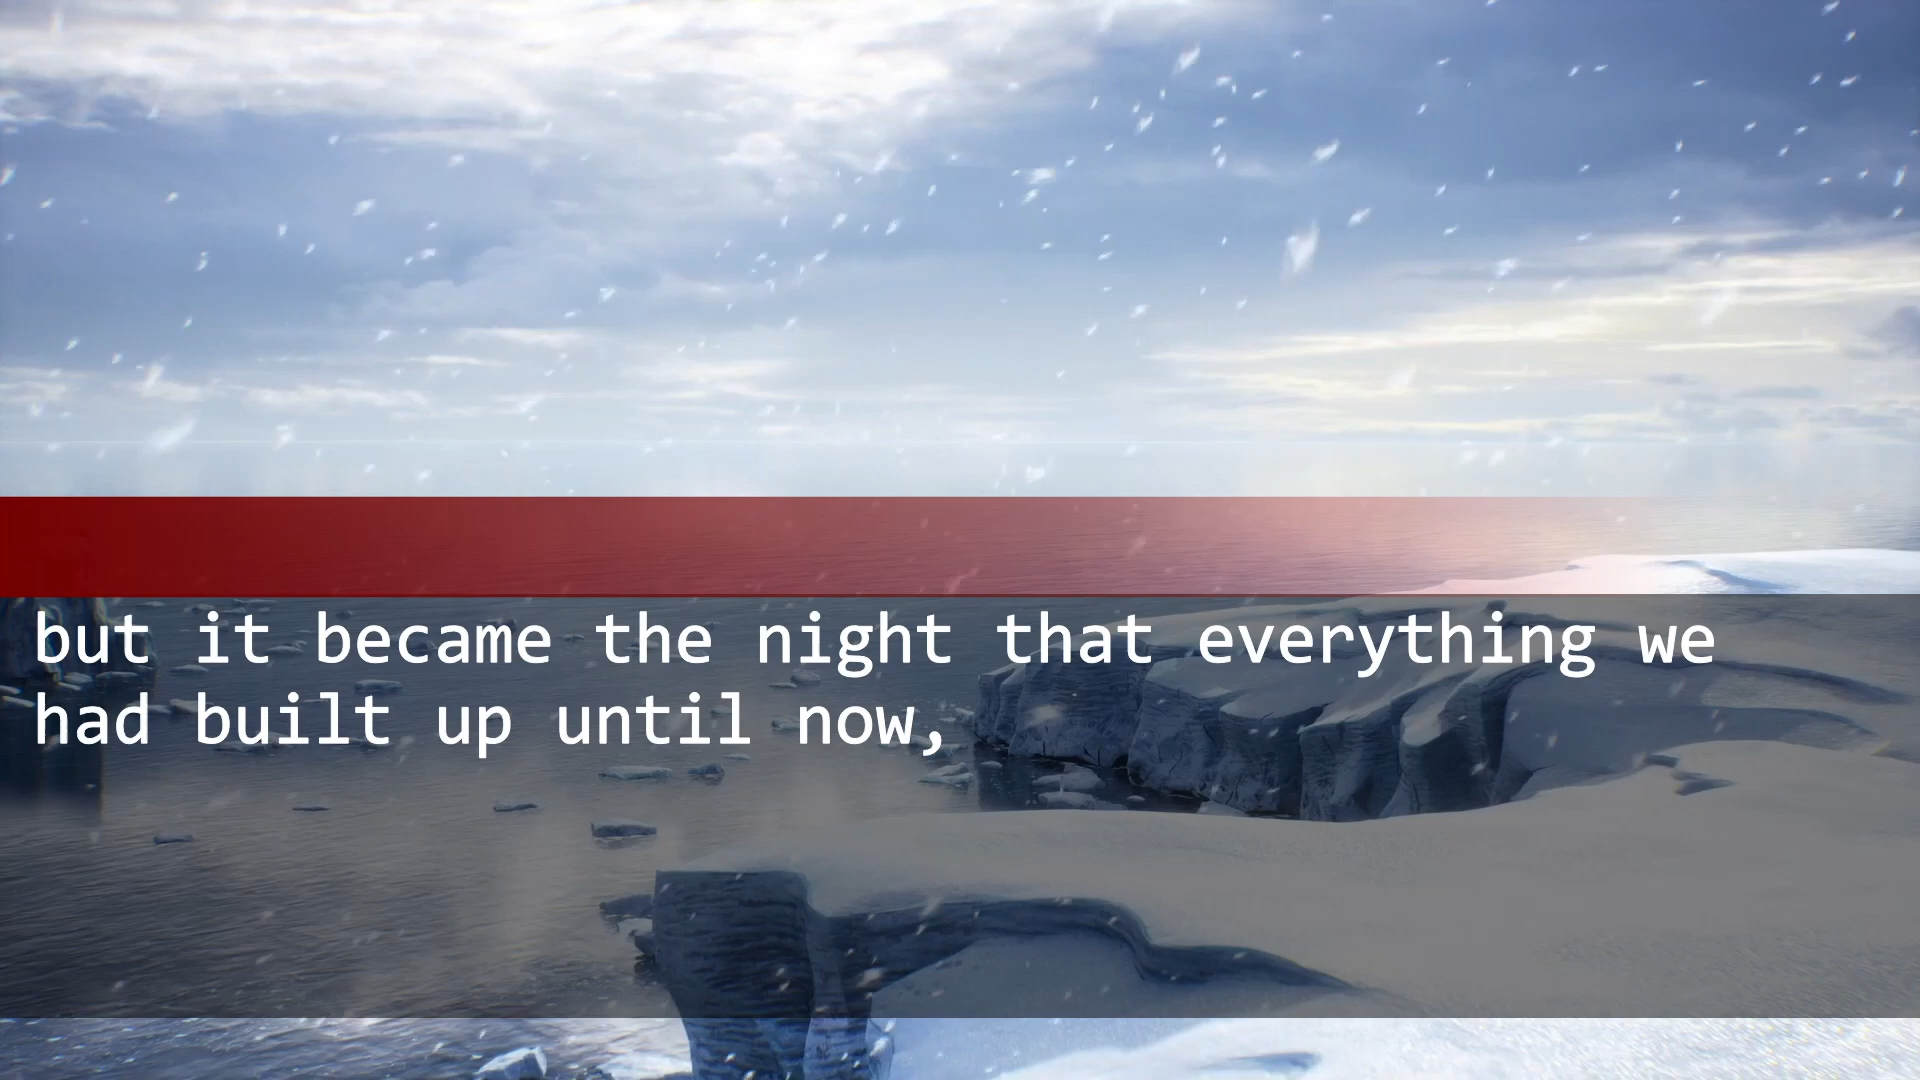 but it became the night that everything we
had built up until now,